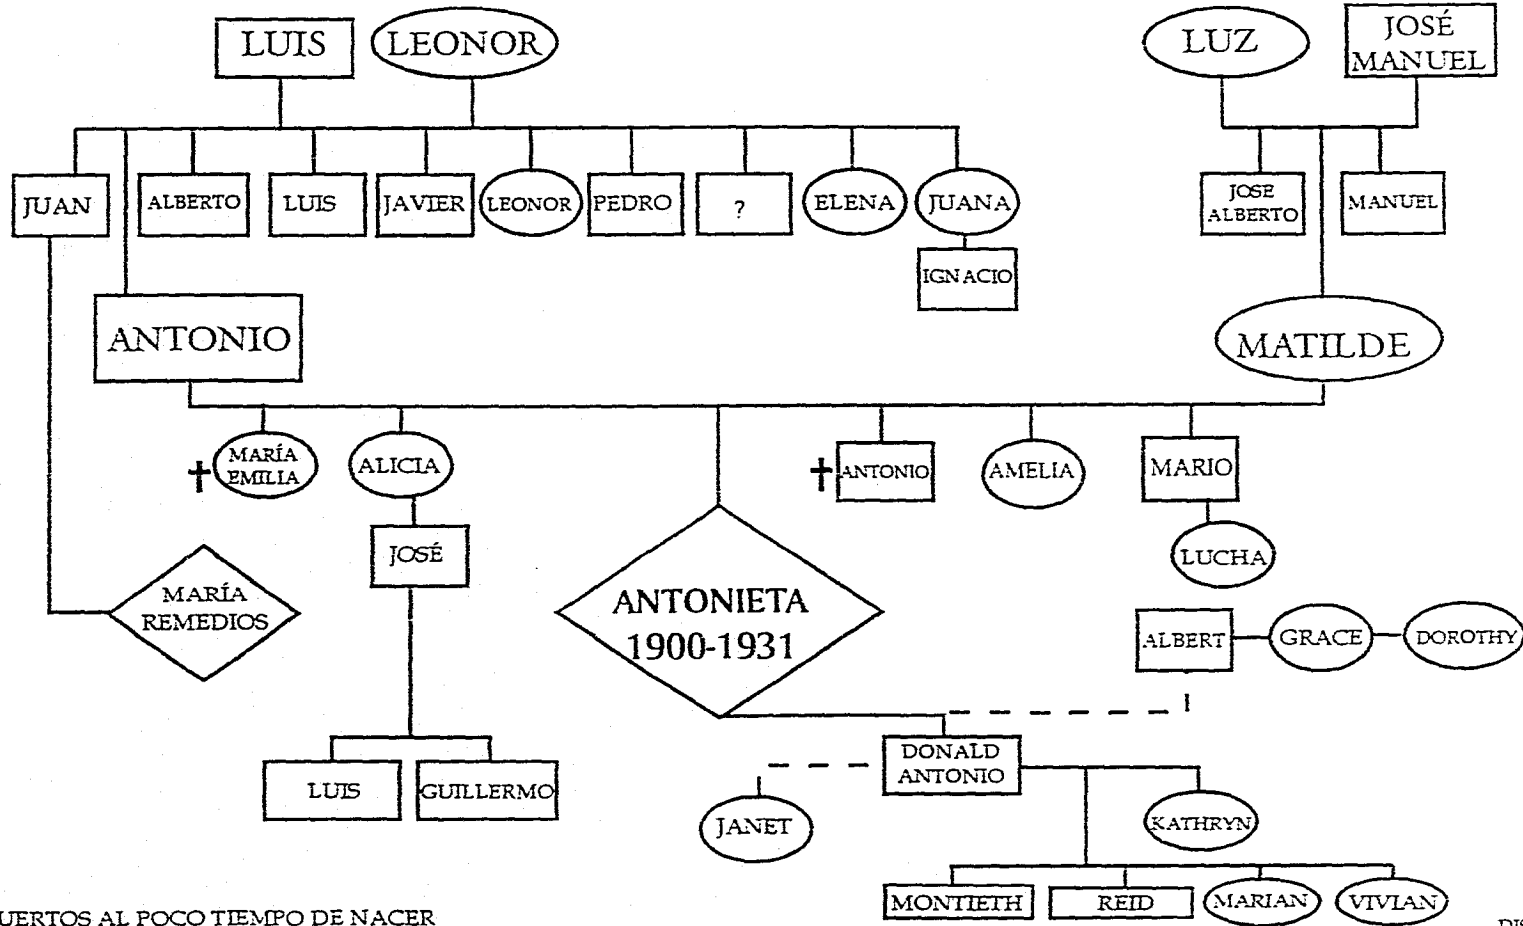 LUIS
LEONOR
LUZ
JOSÉ
MANUEL
JUAN
ALBERTO
LUIS
JAVIER
LEONOR
PEDRO
?
ELENA
JUANA
JOSE
ALBERTO
MANUEL
IGNACIO
ANTONIO
MATILDE
MARÍA
EMILIA
ALICIA
ANTONIO
AMELIA
MARIO
JOSÉ
LUCHA
MARÍA
REMEDIOS
ANTONIETA
1900-1931
ALBERT
GRACE
DOROTHY
DONALD
ANTONIO
LUIS
GUILLERMO
JANET
KATHRYN
MONTIETH
REID
MARIAN
VIVIAN
UERTOS AL POCO TIEMPO DE NACER